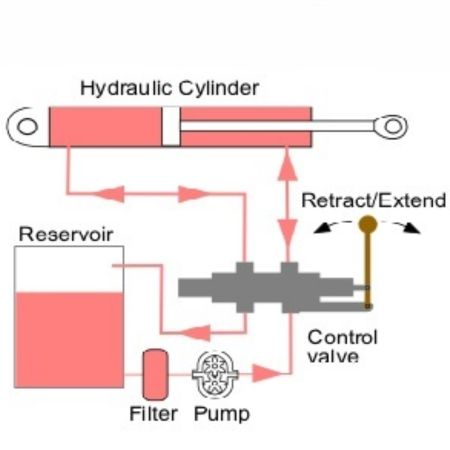 Hydraulic Cylinder
Retract/Extend
Reservoir
Control
valve
Filter
Pump